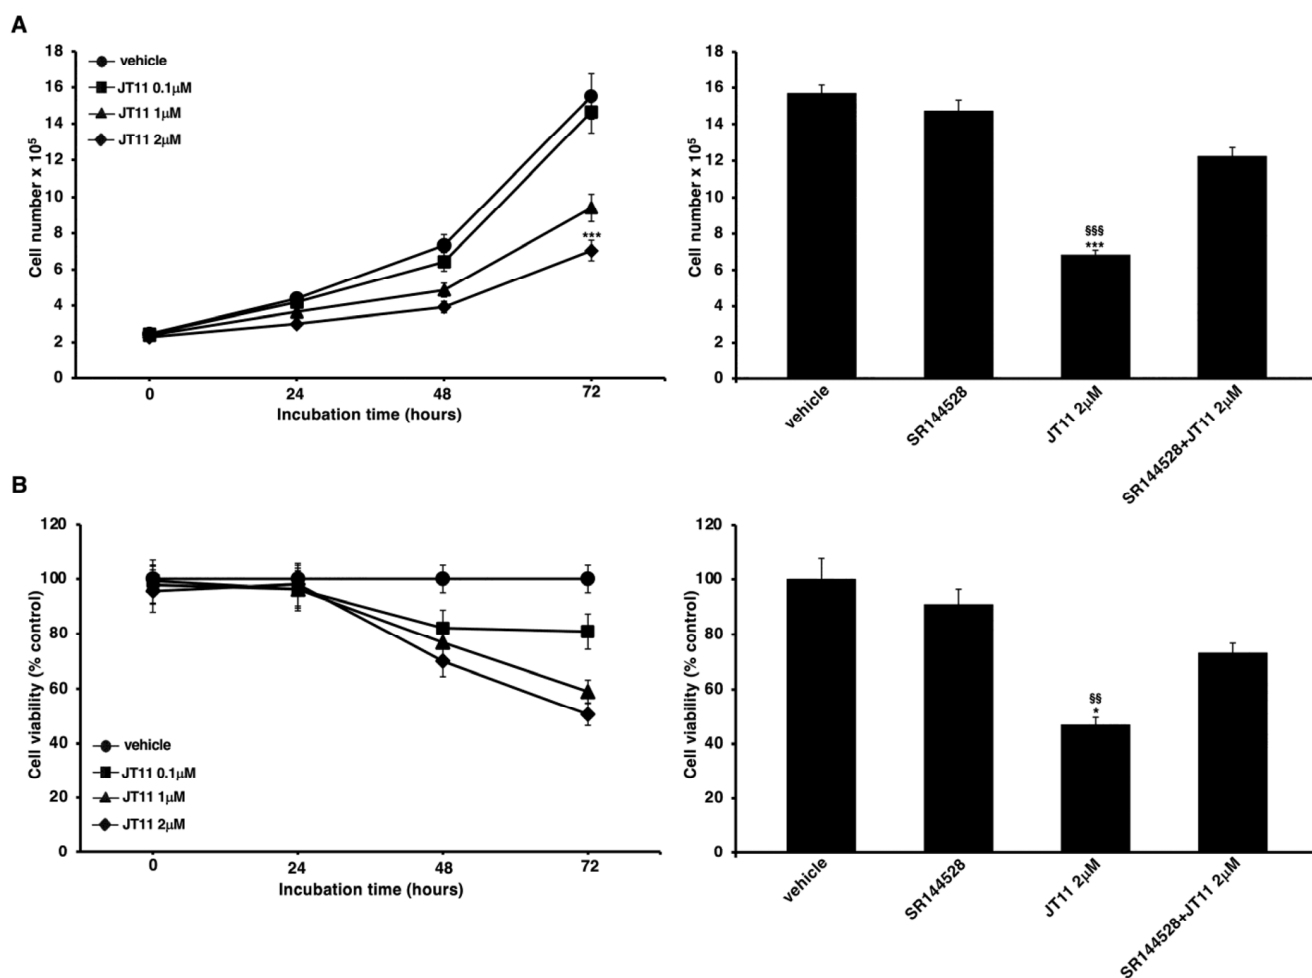 A
18
16
14
12
10
8
6
4
2
0
Cell number x 10⁵
vehicle
JT11 0.1µM
JT11 1µM
JT11 2µM
***
0 24 48 72
Incubation time (hours)
18
16
14
12
10
8
6
4
2
0
Cell number x 10⁵
§§§
***
vehicle
SR144528
JT11 2µM
SR144528+JT11 2µM
B
120
100
80
60
40
20
0
Cell viability (% control)
vehicle
JT11 0.1µM
JT11 1µM
JT11 2µM
0 24 48 72
Incubation time (hours)
120
100
80
60
40
20
0
Cell viability (% control)
§§
*
vehicle
SR144528
JT11 2µM
SR144528+JT11 2µM